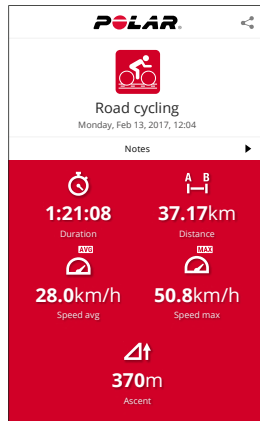 POLAR.
Road cycling
Monday, Feb 13, 2017, 12:04
Notes
A B
1:21:08 37.17km
Duration Distance
AVG MAX
28.0km/h 50.8km/h
Speed avg Speed max
370m
Ascent